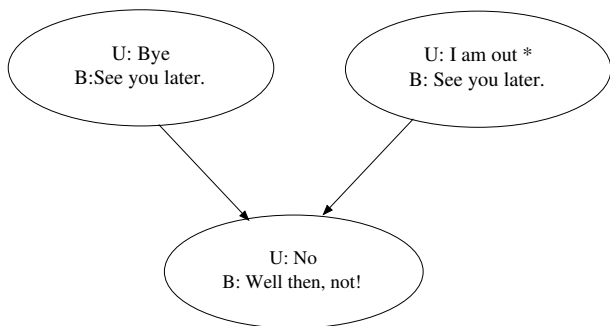 U: Bye
B:See you later.
U: I am out *
B: See you later.
U: No
B: Well then, not!